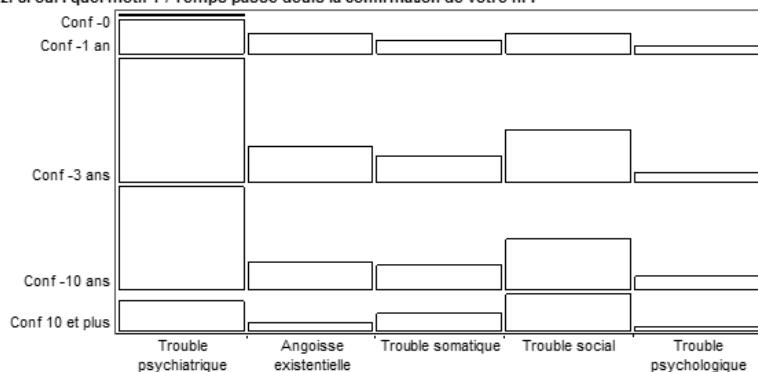 Conf -0
Conf -1 an
Conf -3 ans
Conf -10 ans
Conf 10 et plus
Trouble psychiatrique
Angoisse existentielle
Trouble somatique
Trouble social
Trouble psychologique